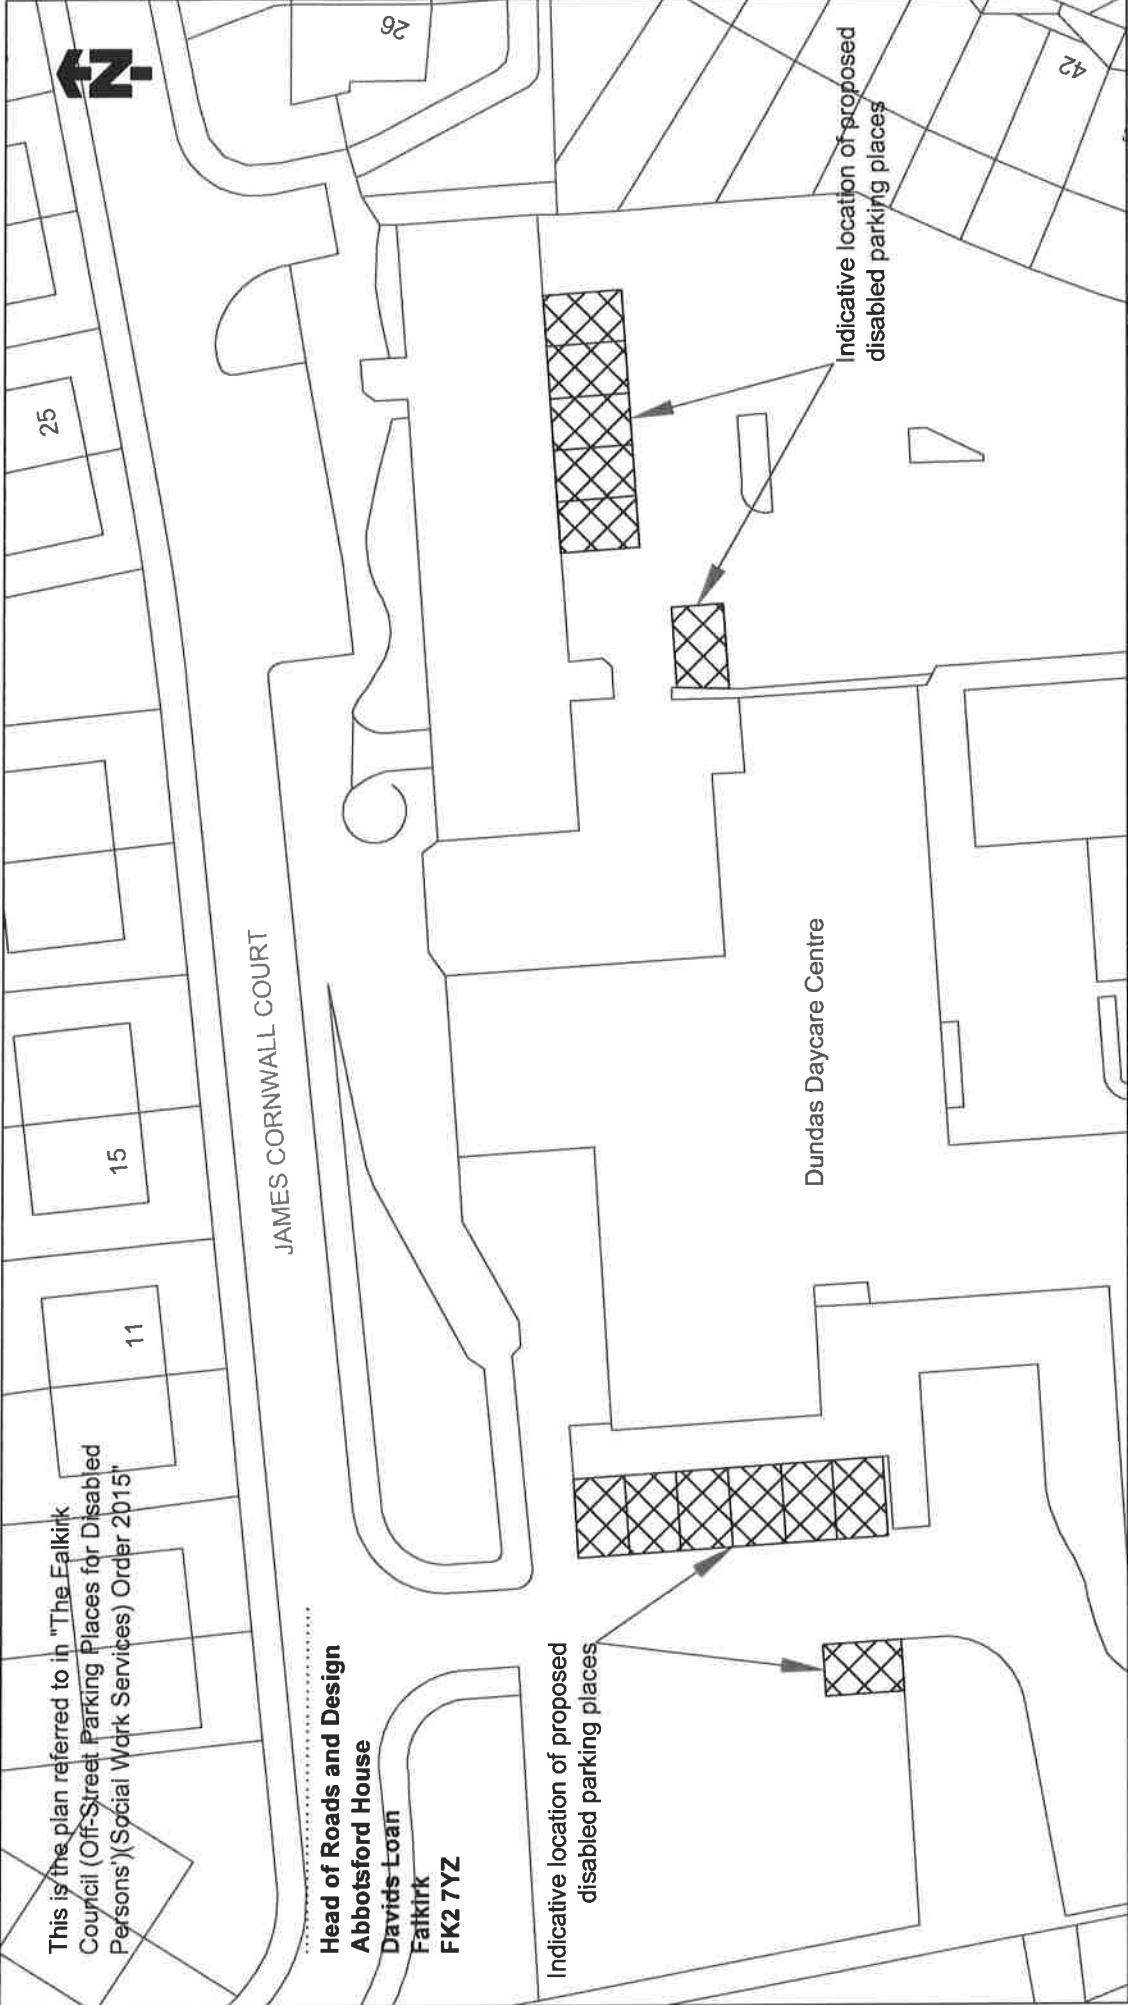 This is the plan referred to in "The Falkirk
Council (Off-Street Parking Places for Disabled
Persons')(Social Work Services) Order 2015"
Head of Roads and Design
Abbotsford House
Davids Loan
Falkirk
FK2 7YZ
N
11
15
25
26
42
JAMES CORNWALL COURT
Dundas Daycare Centre
Indicative location of proposed
disabled parking places
Indicative location of proposed
disabled parking places